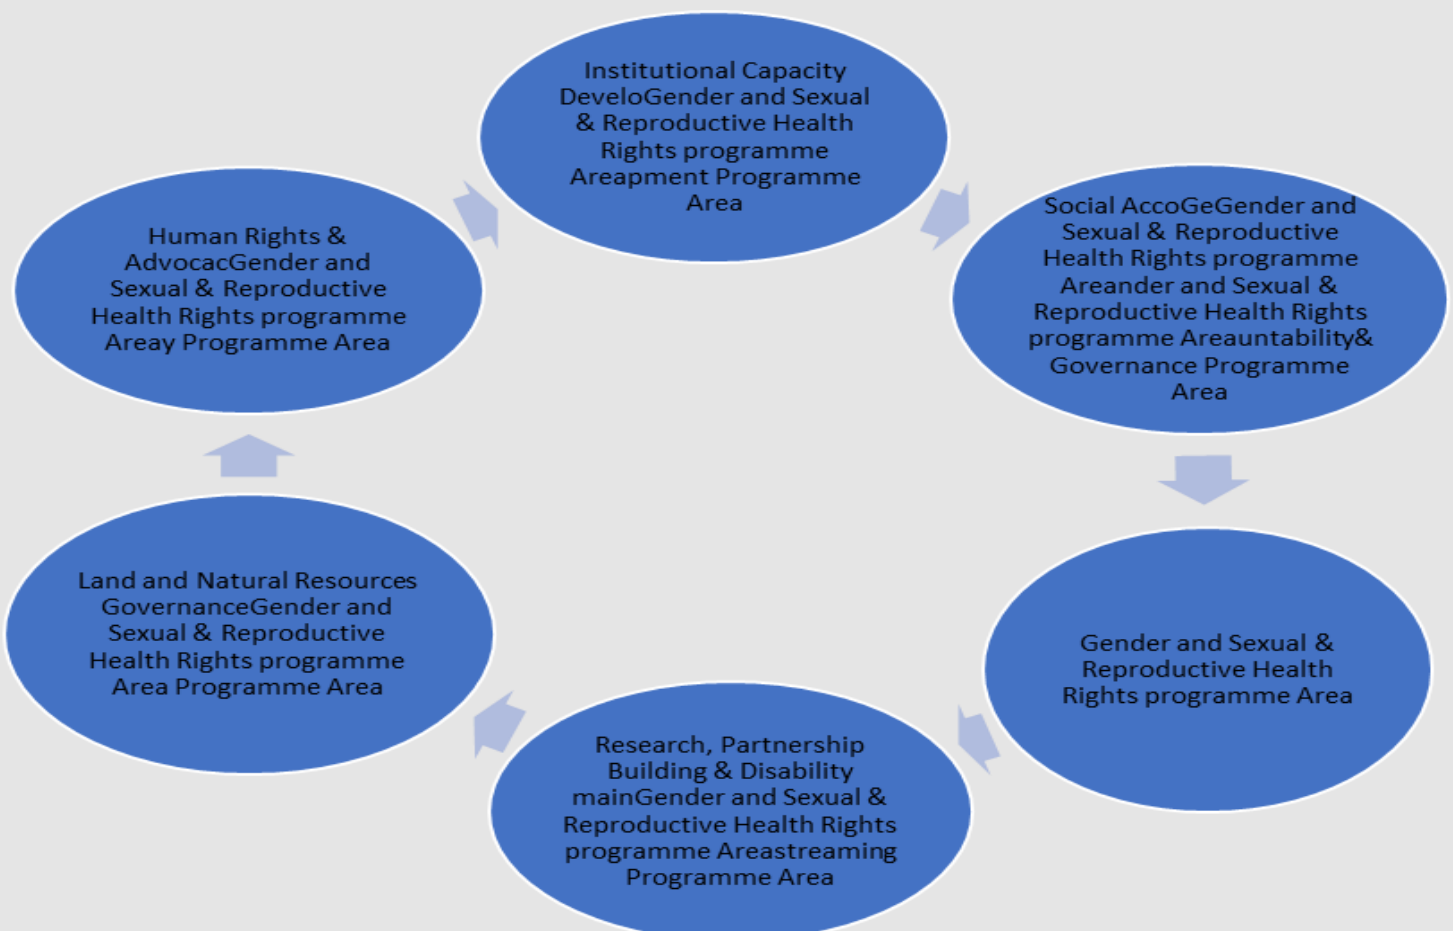 Institutional Capacity
DeveloGender and Sexual
& Reproductive Health
Rights programme
Areapment Programme
Area
Social AccoGeGender and
Sexual & Reproductive
Health Rights programme
Areander and Sexual &
Reproductive Health Rights
programme Areauntability&
Governance Programme
Area
Gender and Sexual &
Reproductive Health
Rights programme Area
Research, Partnership
Building & Disability
mainGender and Sexual &
Reproductive Health Rights
programme Areastreaming
Programme Area
Land and Natural Resources
GovernanceGender and
Sexual & Reproductive
Health Rights programme
Area Programme Area
Human Rights &
AdvocacGender and
Sexual & Reproductive
Health Rights programme
Areay Programme Area